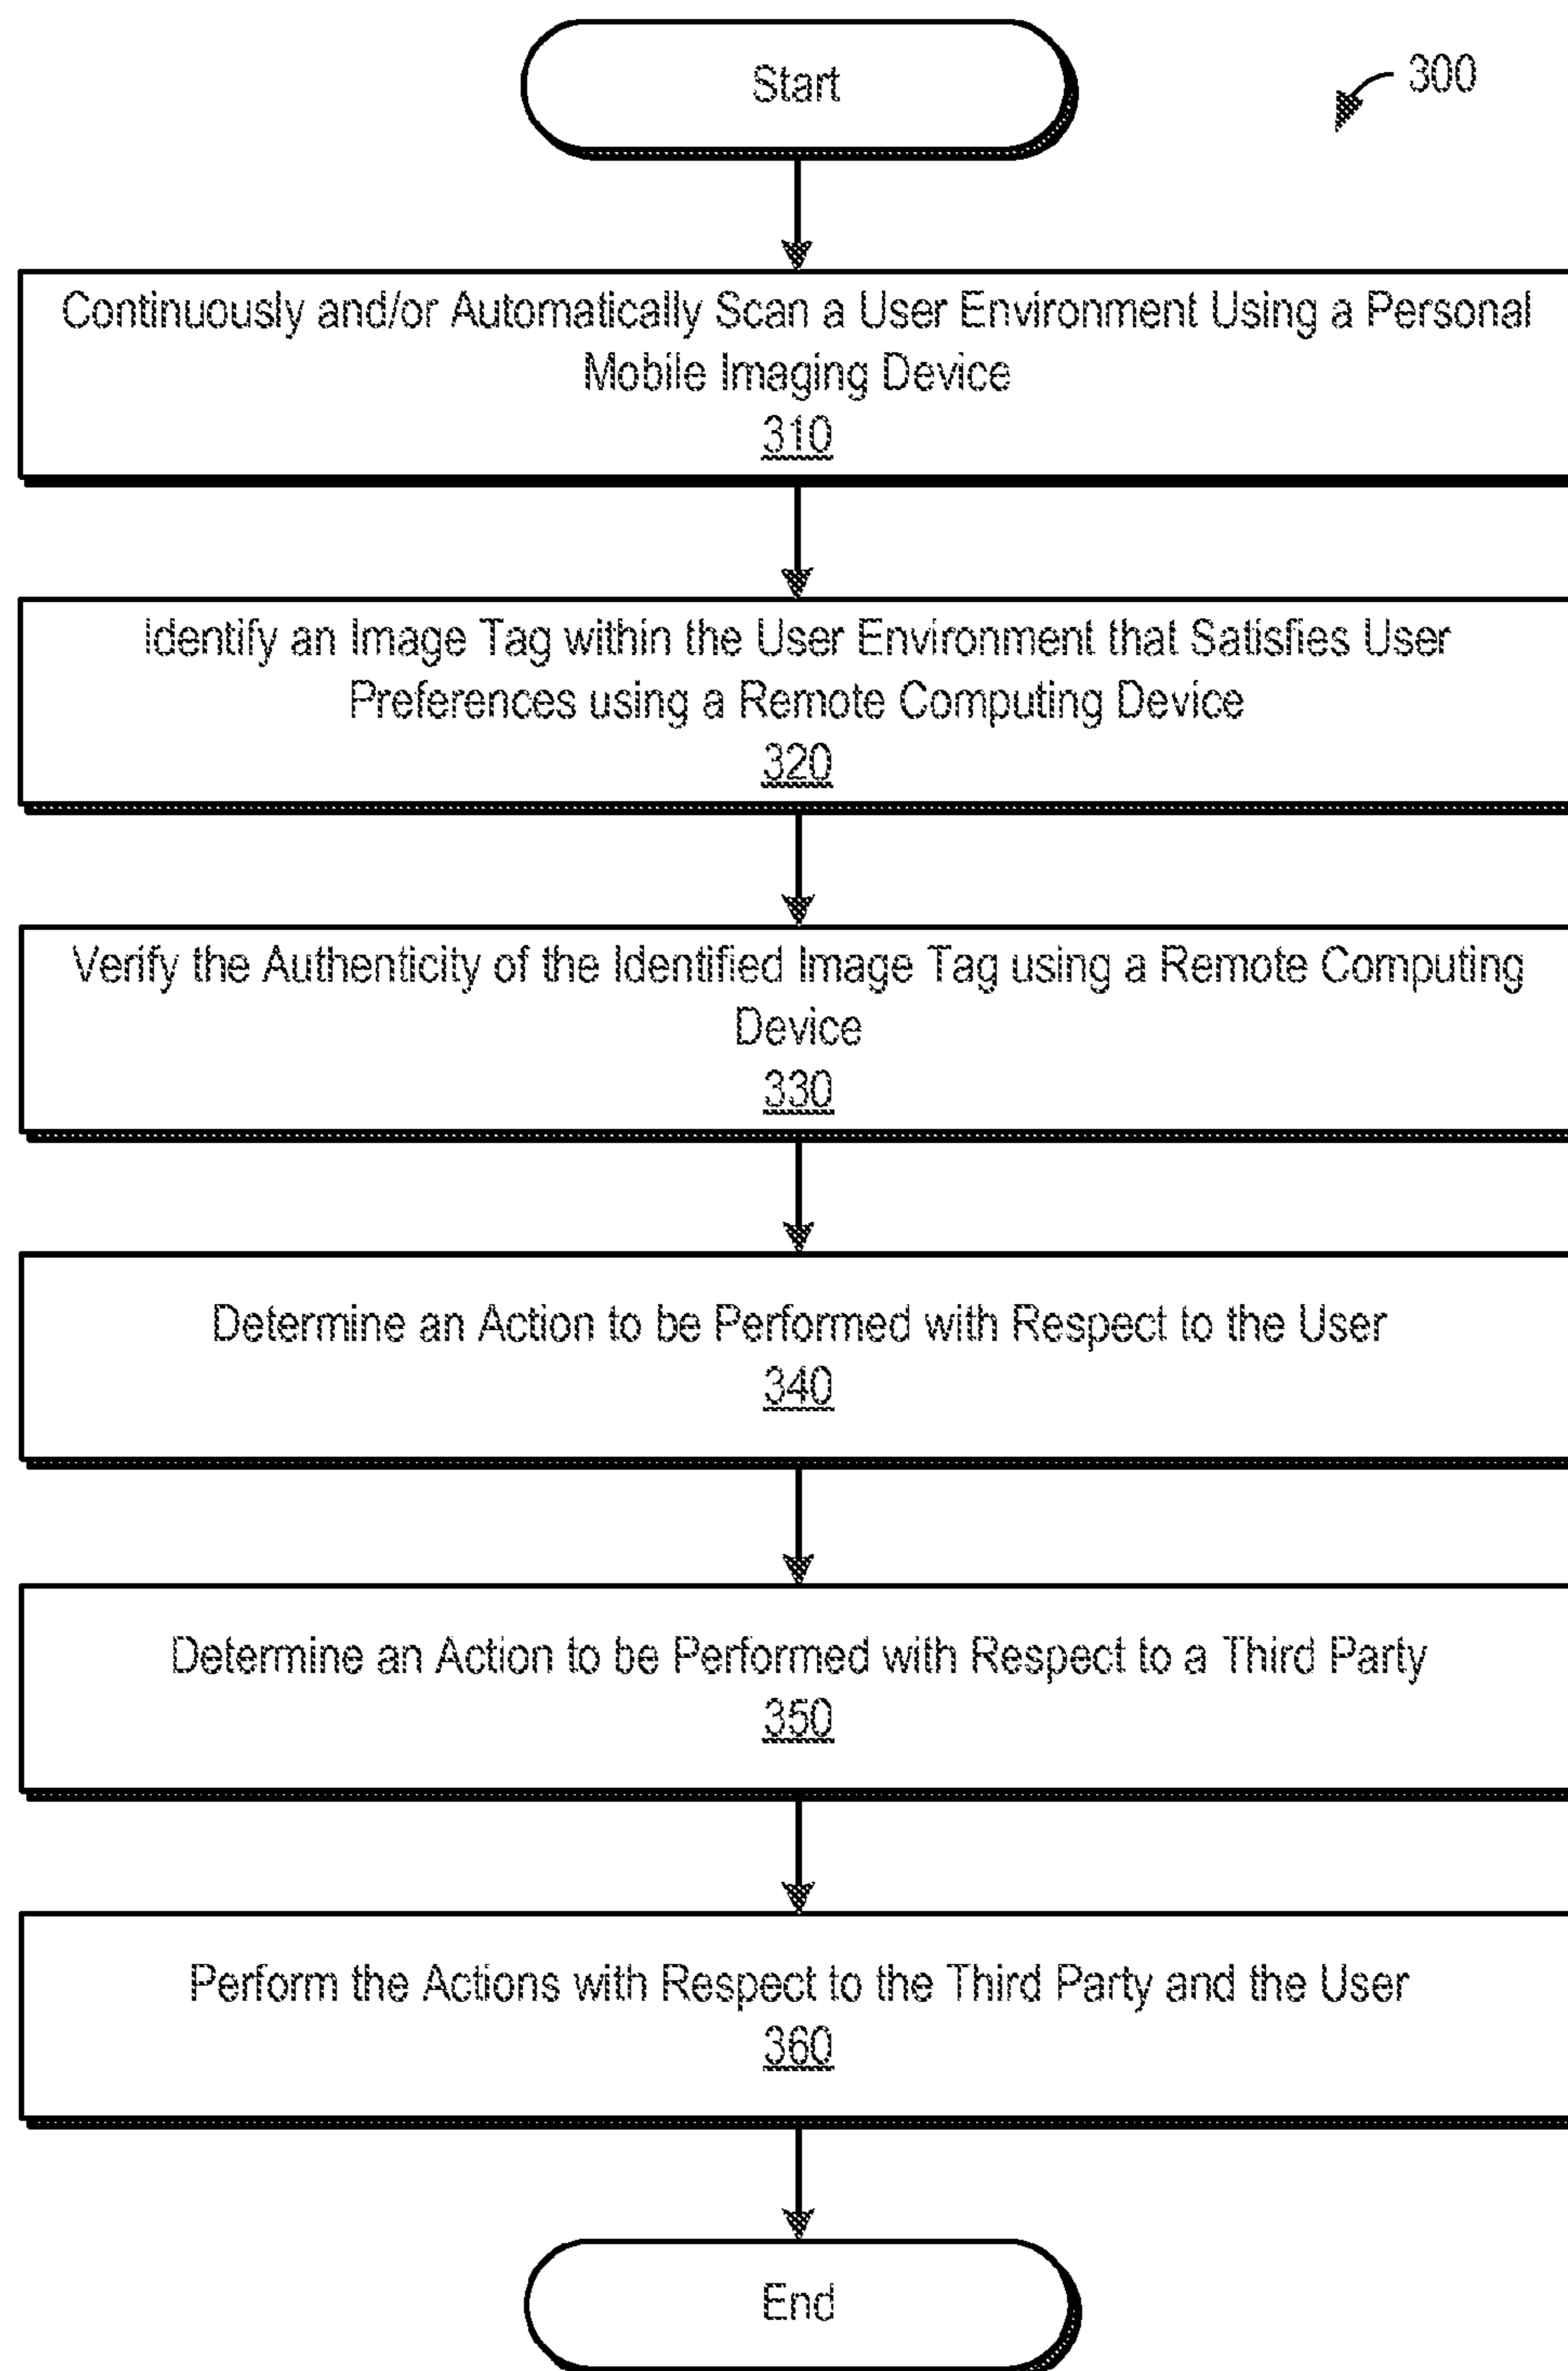 Start
300
Continuously and/or Automatically Scan a User Environment Using a Personal
Mobile Imaging Device
310
Identify an Image Tag within the User Environment that Satisfies User
Preferences using a Remote Computing Device
320
Verify the Authenticity of the Identified Image Tag using a Remote Computing
Device
330
Determine an Action to be Performed with Respect to the User
340
Determine an Action to be Performed with Respect to a Third Party
350
Perform the Actions with Respect to the Third Party and the User
360
End